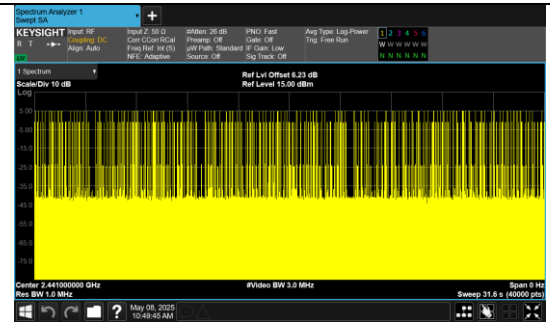 Spectrum Analyzer 1
Swept SA
+
KEYSIGHT Input: RF Input Z: 50 Ω #Atten: 26 dB PNO: Fast Avg Type: Log-Power 1 2 3 4 5 6
R T Coupling: DC Corr CCorr RCal Preamp: Off Gate: Off Trig: Free Run W W W W W W
Align: Auto Freq Ref: Int (S) µW Path: Standard IF Gain: Low
NFE: Adaptive Source: Off Sig Track: Off N N N N N N
1 Spectrum
Ref Lvl Offset 6.23 dB
Scale/Div 10 dB Ref Level 15.00 dBm
Log
5.00
-5.00
-15.0
-25.0
-35.0
-45.0
-55.0
-65.0
-75.0
Center 2.441000000 GHz #Video BW 3.0 MHz Span 0 Hz
Res BW 1.0 MHz Sweep 31.6 s (40000 pts)
? May 08, 2025
10:49:45 AM